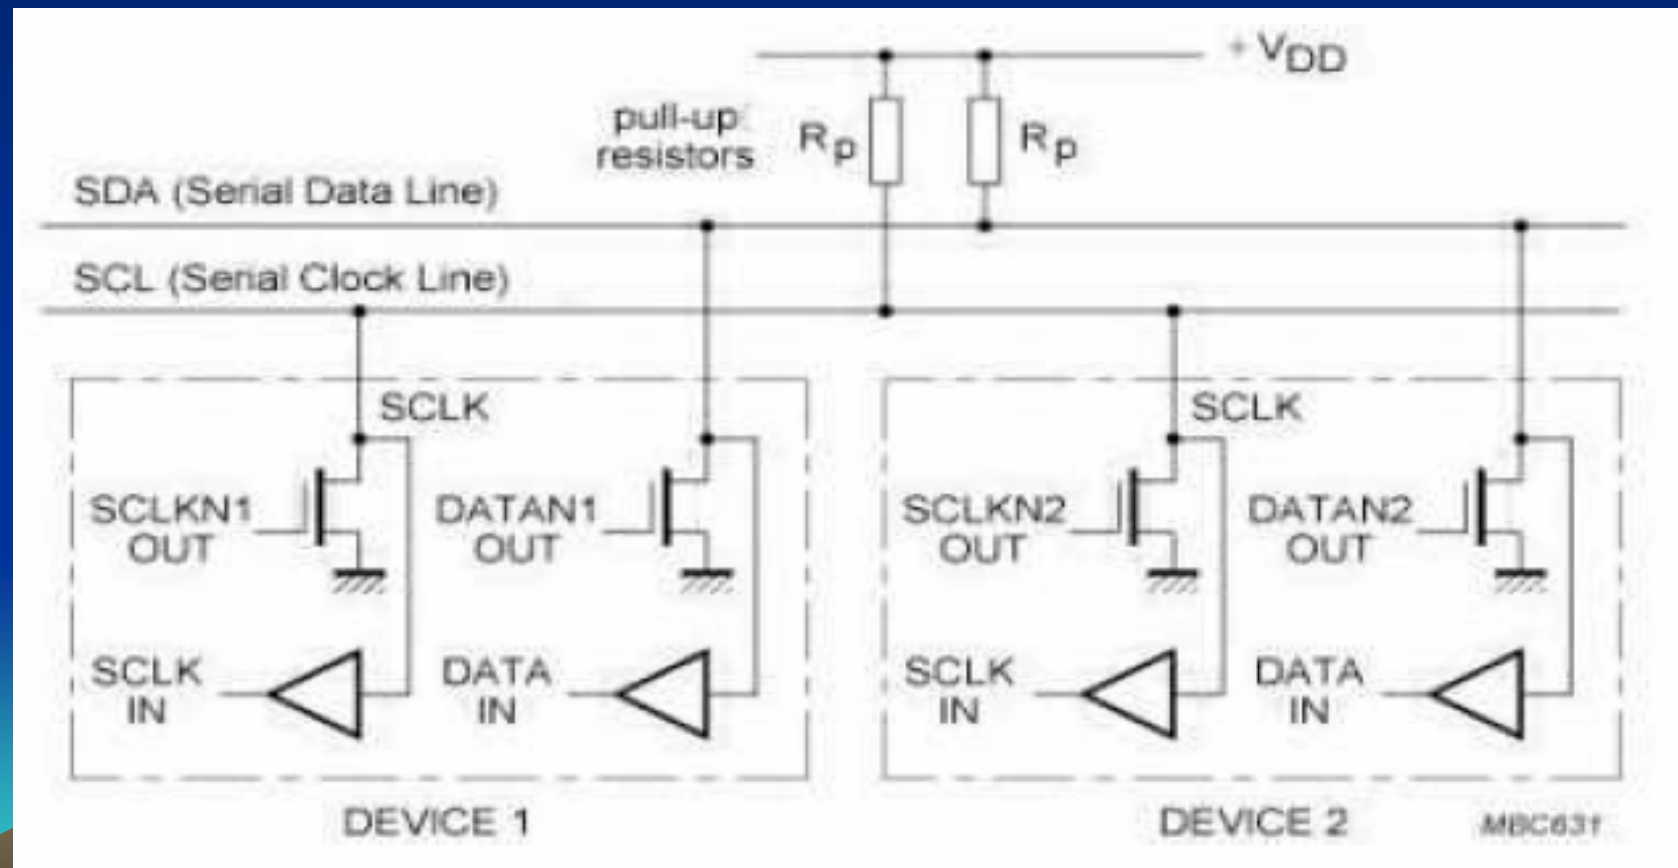 + VDD
pull-up
resistors
Rp
Rp
SDA (Serial Data Line)
SCL (Serial Clock Line)
SCLK
SCLKN1
OUT
DATAN1
OUT
SCLK
IN
DATA
IN
SCLK
SCLKN2
OUT
DATAN2
OUT
SCLK
IN
DATA
IN
DEVICE 1
DEVICE 2
MBC631